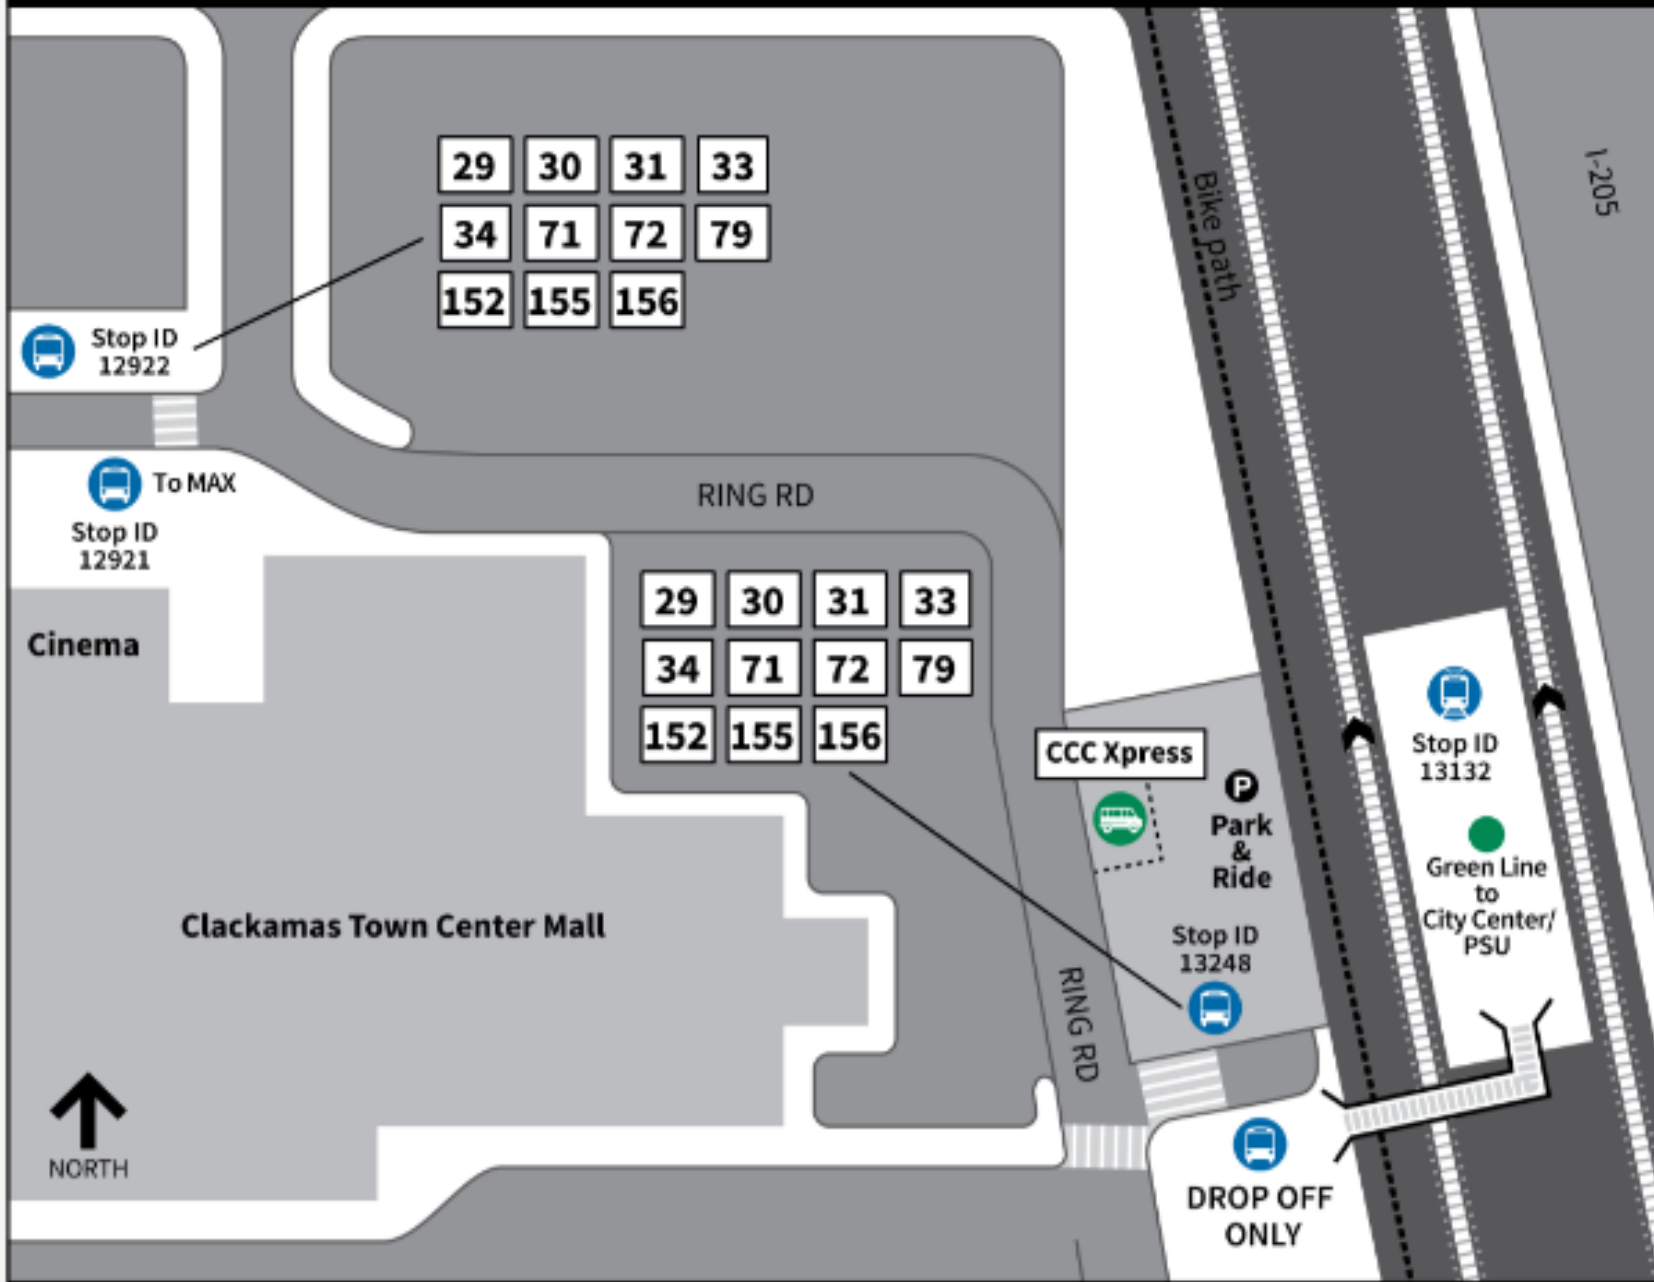 29 30 31 33
34 71 72 79
152 155 156
Stop ID
12922
To MAX
Stop ID
12921
RING RD
Cinema
29 30 31 33
34 71 72 79
152 155 156
Clackamas Town Center Mall
NORTH
CCC Xpress
P
Park
&
Ride
Stop ID
13248
RING RD
DROP OFF
ONLY
Bike path
I-205
Stop ID
13132
Green Line
to
City Center/
PSU